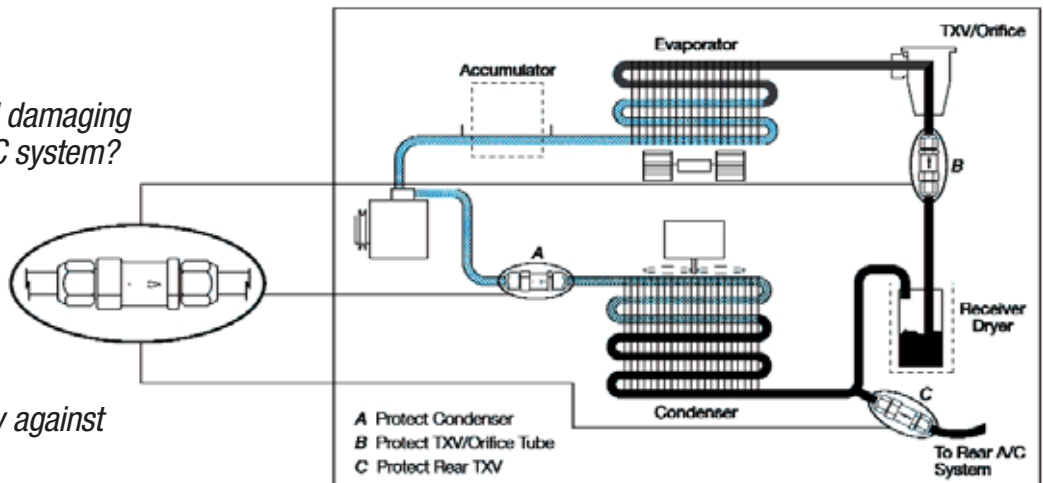 damaging
C system?
y against
TXV/Orifice
Evaporator
Accumulator
B
A
Receiver
Dryer
C
Condenser
To Rear A/C
System
A Protect Condenser
B Protect TXV/Orifice Tube
C Protect Rear TXV